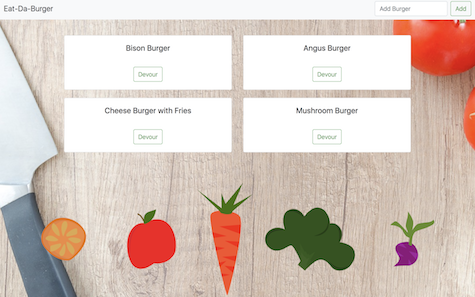 Eat-Da-Burger
Add Burger
Add
Bison Burger
Devour
Angus Burger
Devour
Cheese Burger with Fries
Devour
Mushroom Burger
Devour